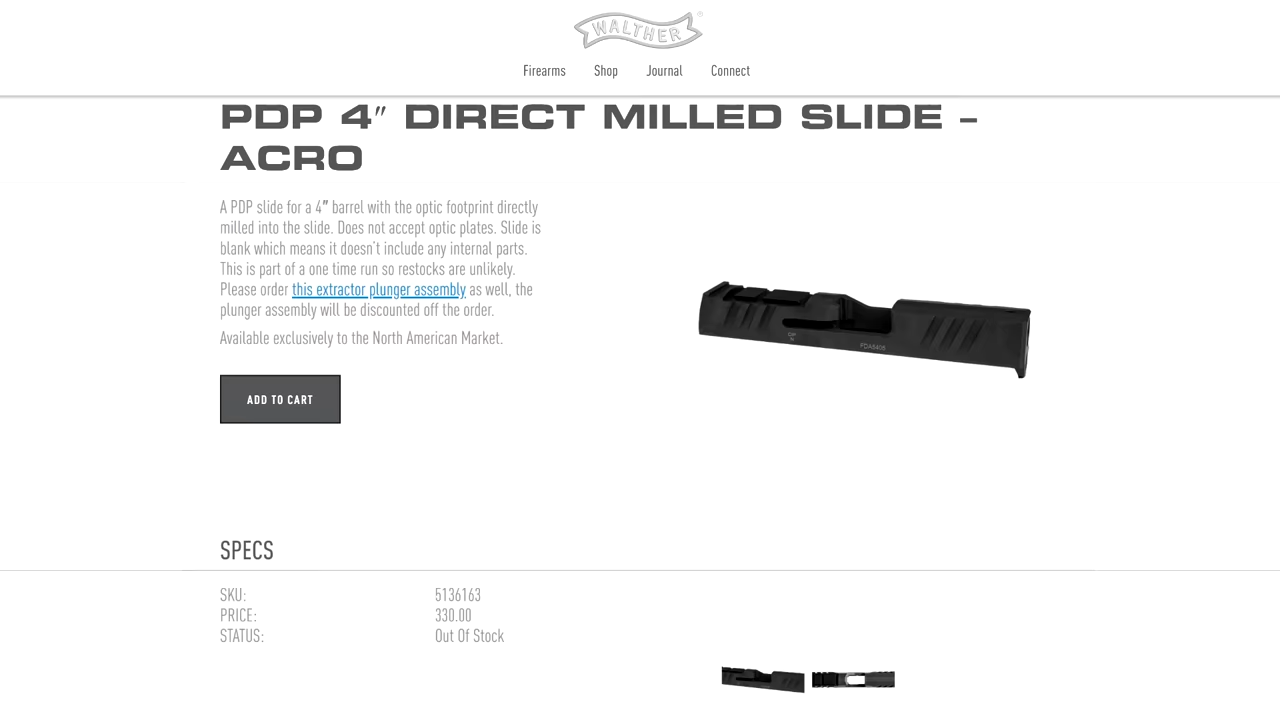 WALTHER
Firearms Shop Journal Connect
PDP 4″ DIRECT MILLED SLIDE –
ACRO
A PDP slide for a 4″ barrel with the optic footprint directly
milled into the slide. Does not accept optic plates. Slide is
blank which means it doesn't include any internal parts.
This is part of a one time run so restocks are unlikely.
Please order this extractor plunger assembly as well, the
plunger assembly will be discounted off the order.
Available exclusively to the North American Market.
ADD TO CART
SPECS
SKU: 5136163
PRICE: 330.00
STATUS: Out Of Stock